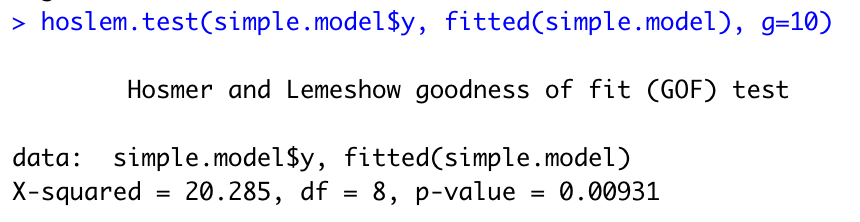 > hoslem.test(simple.model$y, fitted(simple.model), g=10)
Hosmer and Lemeshow goodness of fit (GOF) test
data:  simple.model$y, fitted(simple.model)
X-squared = 20.285, df = 8, p-value = 0.00931